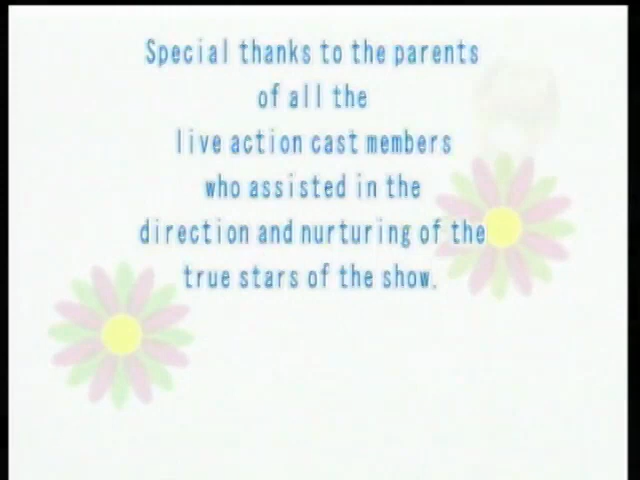 Special thanks to the parents
of all the
live action cast members
who assisted in the
direction and nurturing of the
true stars of the show.